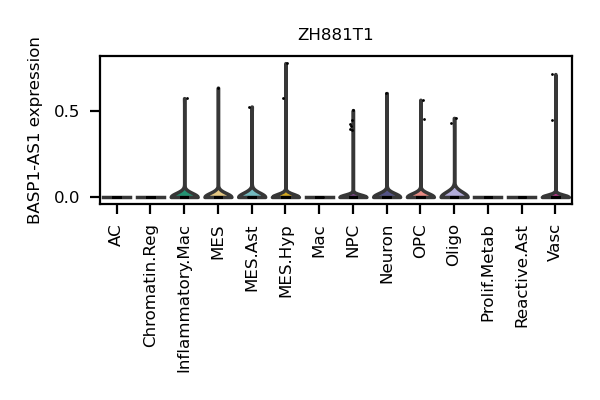 ZH881T1
BASP1-AS1 expression
0.5
0.0
AC
Chromatin.Reg
Inflammatory.Mac
MES
MES.Ast
MES.Hyp
Mac
NPC
Neuron
OPC
Oligo
Prolif.Metab
Reactive.Ast
Vasc